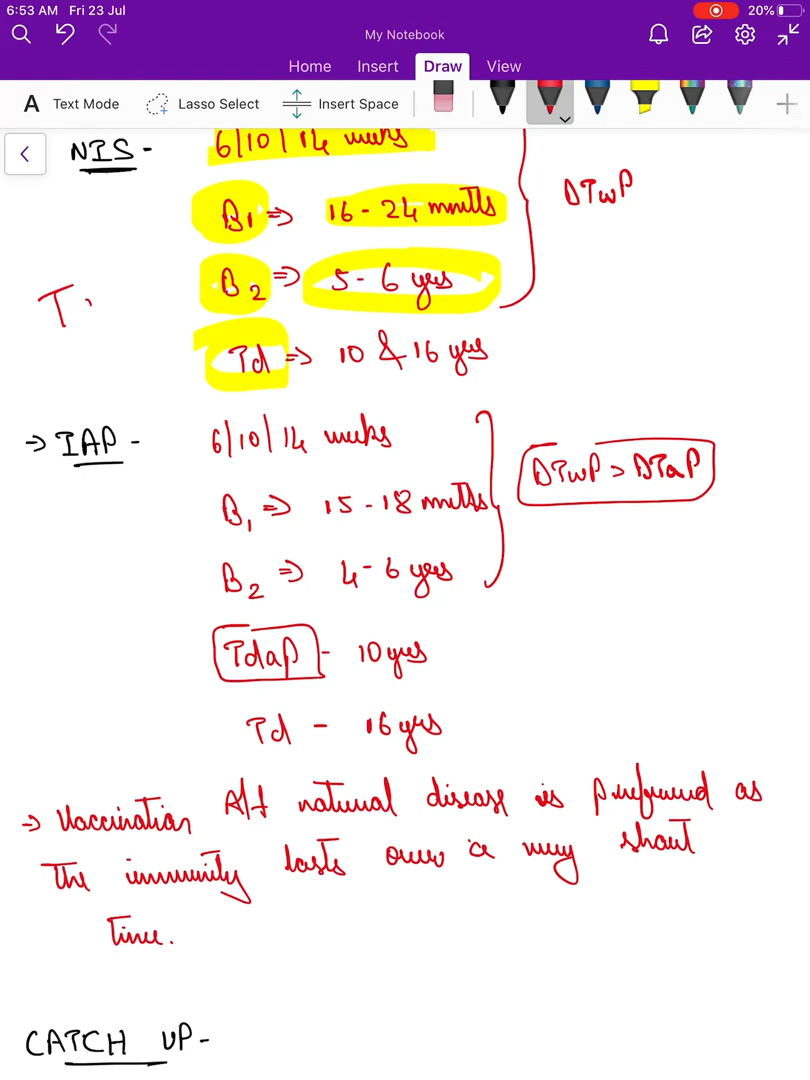 6:53 AM Fri 23 Jul 20%
My Notebook
Home Insert Draw View
A Text Mode Lasso Select Insert Space
NIS - 6/10/14 weeks
B1 => 16 - 24 months
DTwP
B2 => 5 - 6 yrs
T
Td => 10 & 16 yrs
-> IAP - 6/10/14 weeks
B1 => 15 - 18 months
DTwP > DTaP
B2 => 4 - 6 yrs
Tdap - 10 yrs
Td - 16 yrs
-> Vaccination A/f natural disease is preferred as
the immunity lasts over a very short
time.
CATCH UP -